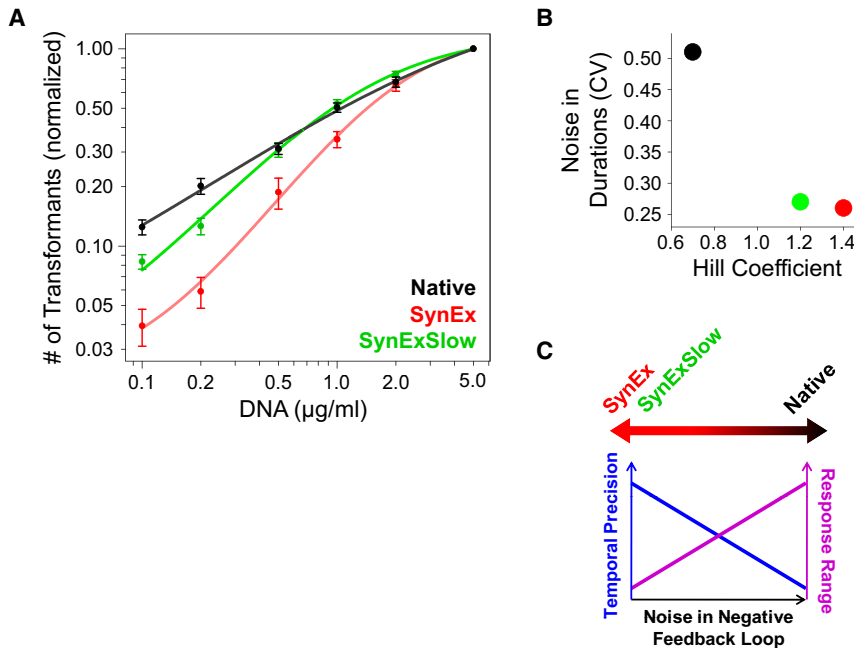 A
# of Transformants (normalized)
1.00
0.50
0.30
0.20
0.10
0.05
0.03
0.1
0.2
0.5
1.0
2.0
5.0
DNA (µg/ml)
Native
SynEx
SynExSlow
B
Noise in
Durations (CV)
0.50
0.45
0.40
0.35
0.30
0.25
0.6
0.8
1.0
1.2
1.4
Hill Coefficient
C
SynEx
SynExSlow
Native
Temporal Precision
Response Range
Noise in Negative
Feedback Loop